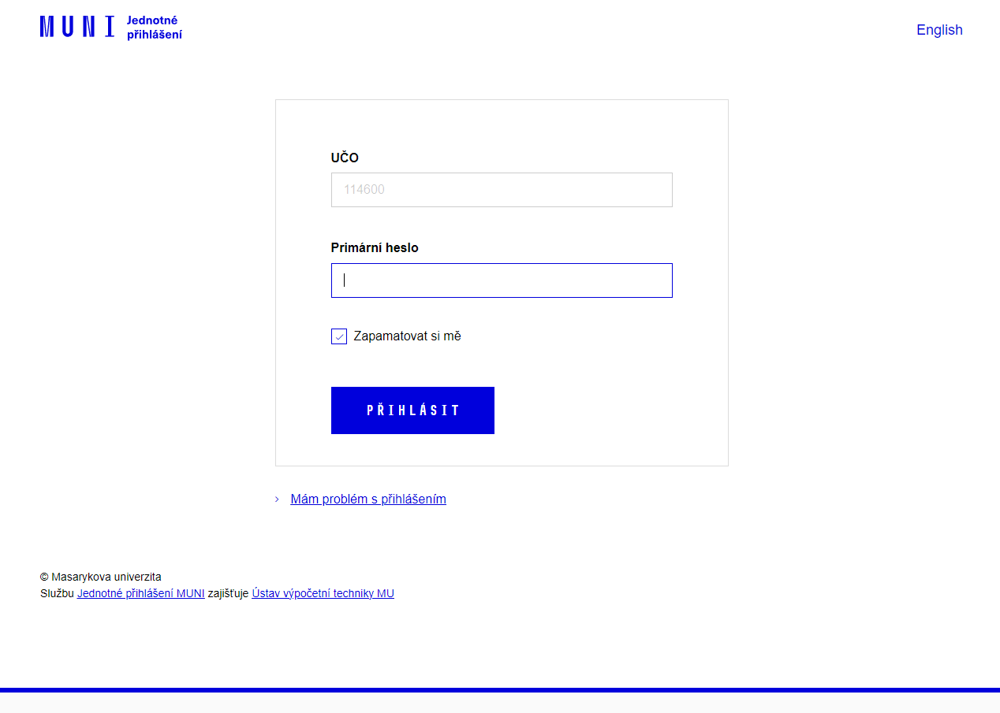 MUNI Jednotné
přihlášení
English
UČO
114600
Primární heslo
Zapamatovat si mě
PŘIHLÁSIT
Mám problém s přihlášením
© Masarykova univerzita
Službu Jednotné přihlášení MUNI zajišťuje Ústav výpočetní techniky MU